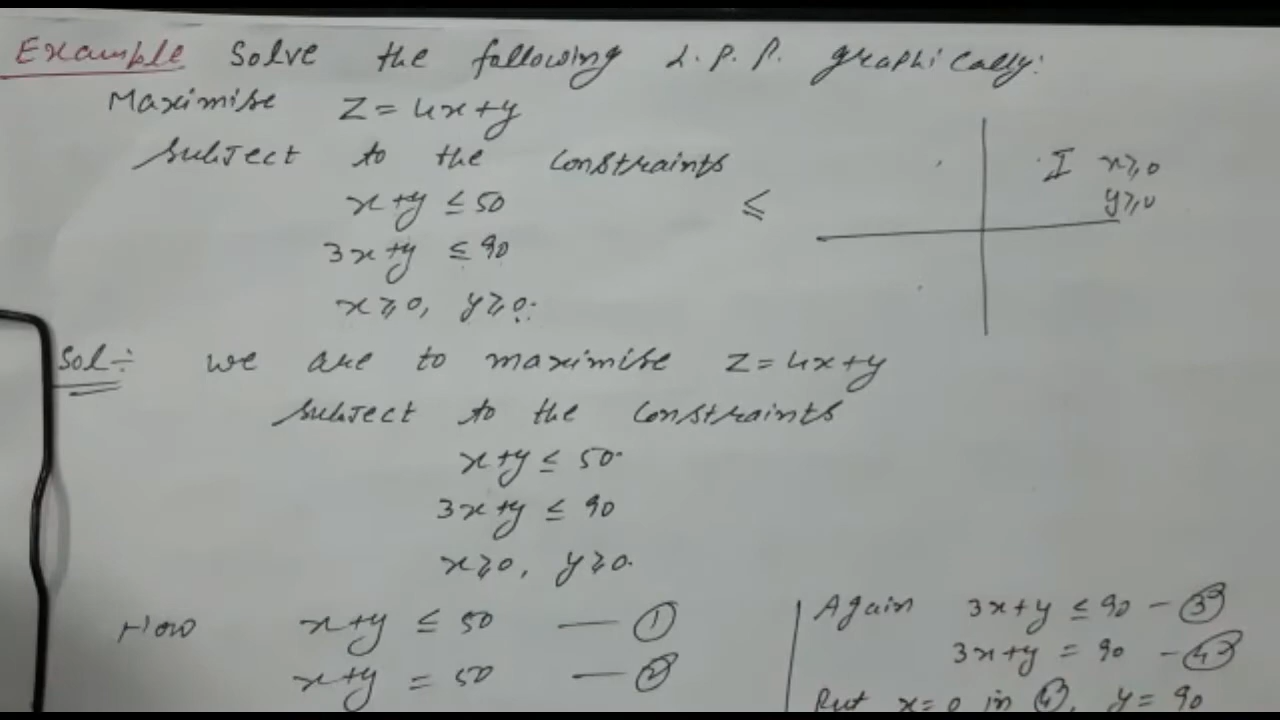 Example Solve the following L.P.P. graphically:
Maximise Z = 4x+y
Subject to the constraints
x+y ≤ 50
3x+y ≤ 90
x ≥ 0, y ≥ 0.
≤
I x ≥ 0
y ≥ 0
Sol÷ we are to maximise Z = 4x+y
Subject to the constraints
x+y ≤ 50
3x+y ≤ 90
x ≥ 0, y ≥ 0.
Now x+y ≤ 50 — ①
x+y = 50 — ②
Again 3x+y ≤ 90 — ③
3x+y = 90 — ④
Put x=0 in ④, y = 90